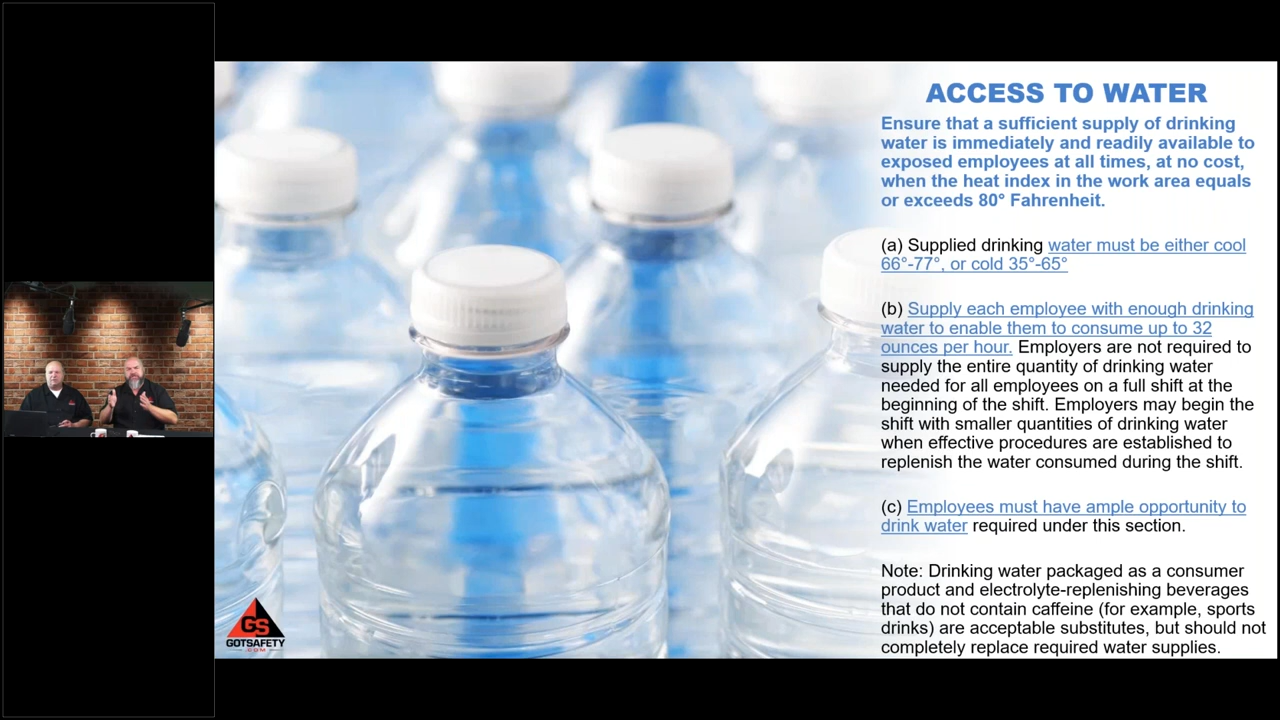 ACCESS TO WATER
Ensure that a sufficient supply of drinking
water is immediately and readily available to
exposed employees at all times, at no cost,
when the heat index in the work area equals
or exceeds 80° Fahrenheit.
(a) Supplied drinking water must be either cool
66°-77°, or cold 35°-65°
(b) Supply each employee with enough drinking
water to enable them to consume up to 32
ounces per hour. Employers are not required to
supply the entire quantity of drinking water
needed for all employees on a full shift at the
beginning of the shift. Employers may begin the
shift with smaller quantities of drinking water
when effective procedures are established to
replenish the water consumed during the shift.
(c) Employees must have ample opportunity to
drink water required under this section.
Note: Drinking water packaged as a consumer
product and electrolyte-replenishing beverages
that do not contain caffeine (for example, sports
drinks) are acceptable substitutes, but should not
completely replace required water supplies.
GS
GOTSAFETY
.COM